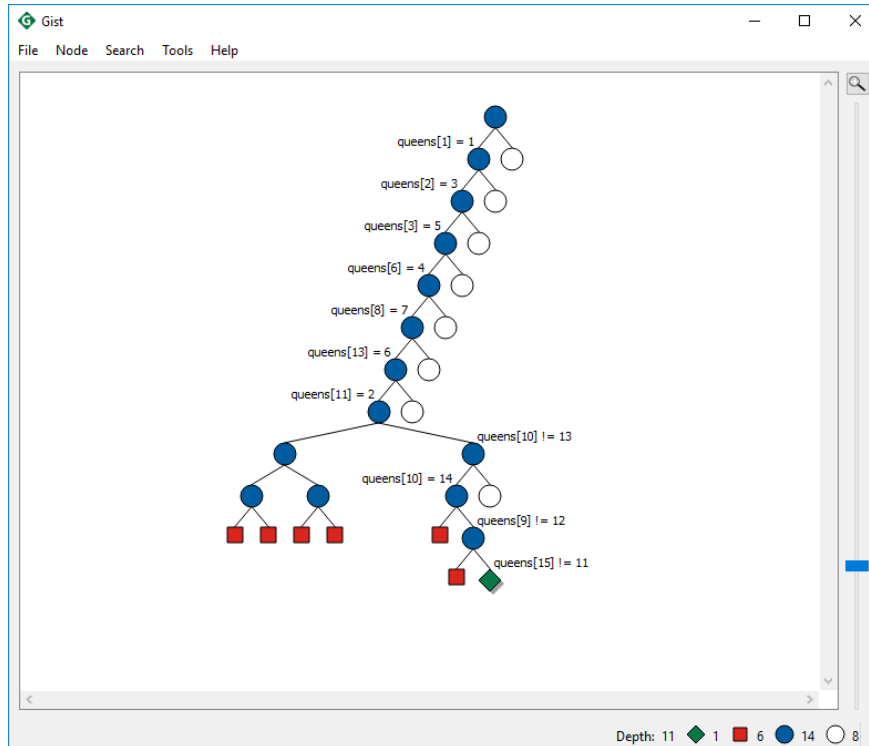 Gist
File Node Search Tools Help
queens[1] = 1
queens[2] = 3
queens[3] = 5
queens[6] = 4
queens[8] = 7
queens[13] = 6
queens[11] = 2
queens[10] != 13
queens[10] = 14
queens[9] != 12
queens[15] != 11
Depth: 11 1 6 14 8